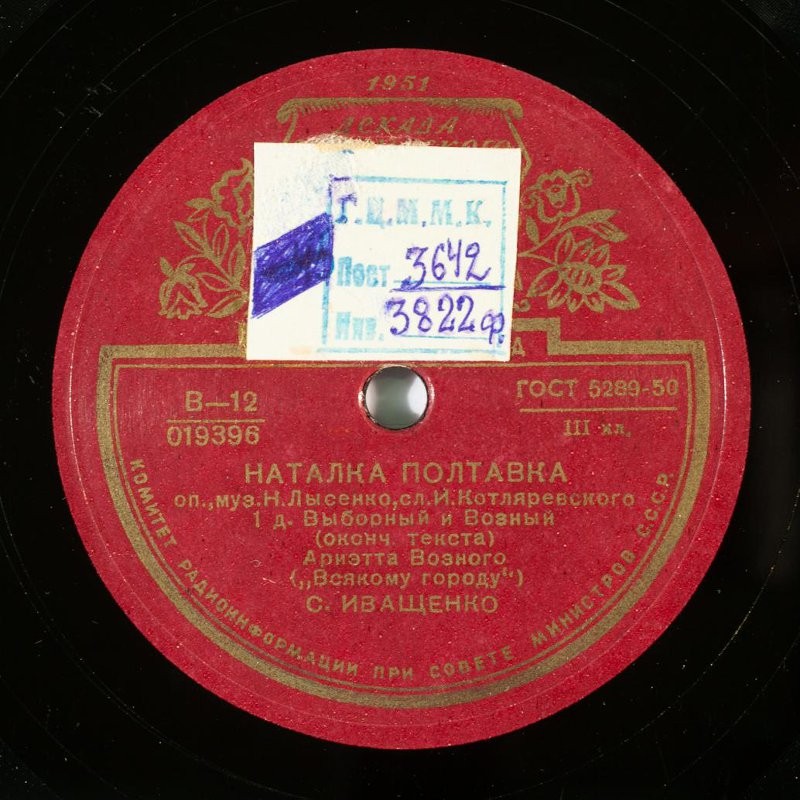 1951
ДЕКАДА
Г.Ц.М.М.К.
Пост 3642
Инв. 3822ф.
В—12
019396
ГОСТ 5289-50
III кл.
НАТАЛКА ПОЛТАВКА
оп.,муз.Н.Лысенко,сл.И.Котляревского
1 д. Выборный и Возный
(оконч. текста)
Ариэтта Возного
(„Всякому городу“)
С. ИВАЩЕНКО
КОМИТЕТ РАДИОИНФОРМАЦИИ ПРИ СОВЕТЕ МИНИСТРОВ СССР